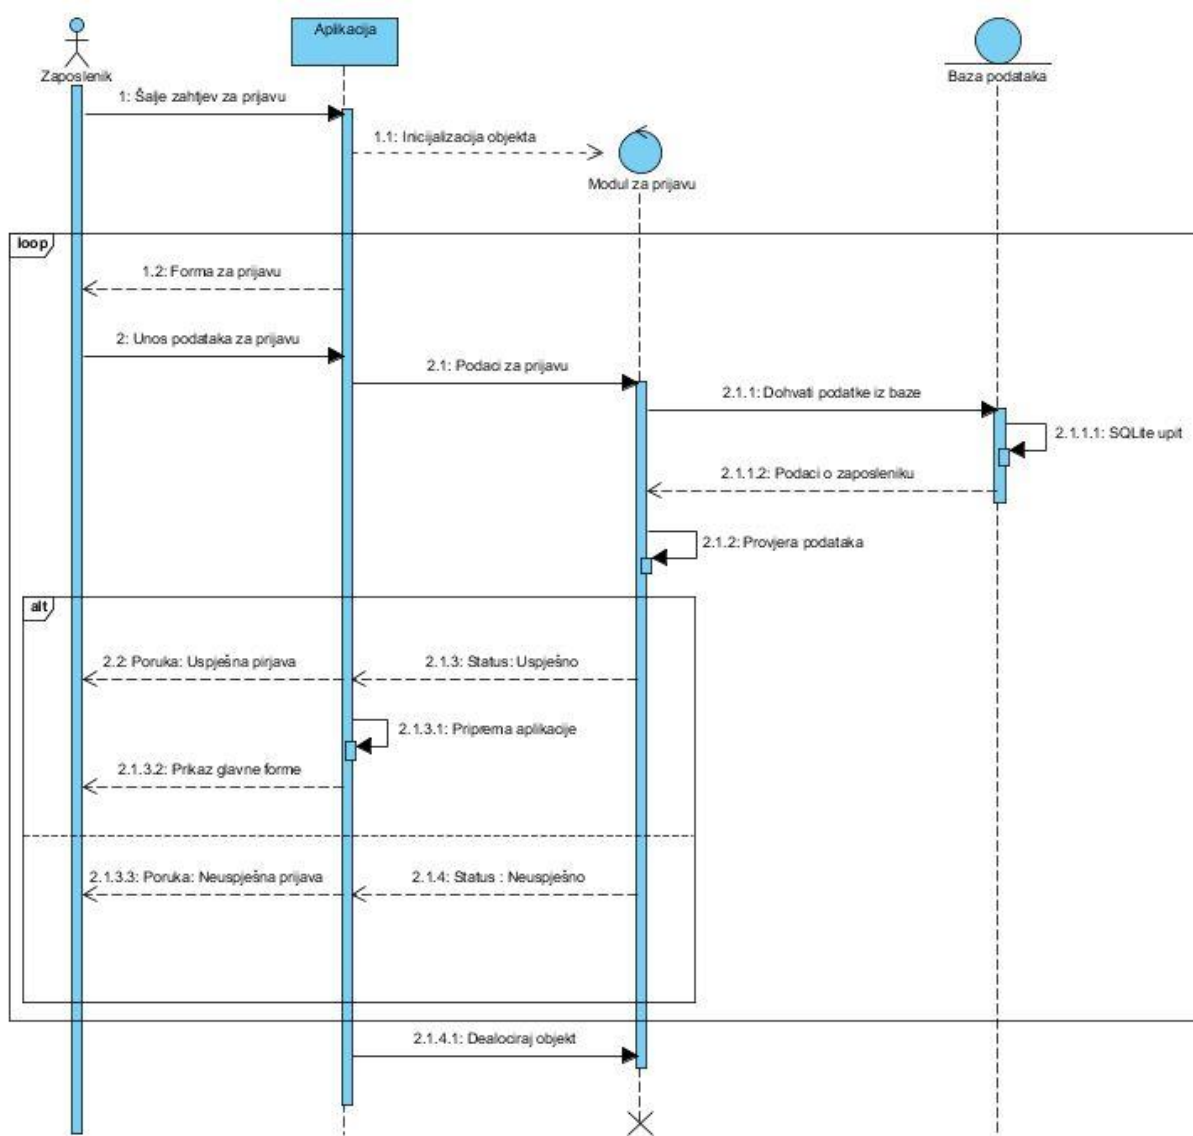 Aplikacija
Zaposlenik
Baza podataka
1: Šalje zahtjev za prijavu
1.1: Inicijalizacija objekta
Modul za prijavu
loop
1.2: Forma za prijavu
2: Unos podataka za prijavu
2.1: Podaci za prijavu
2.1.1: Dohvati podatke iz baze
2.1.1.1: SQLite upit
2.1.1.2: Podaci o zaposleniku
2.1.2: Provjera podataka
alt
2.2: Poruka: Uspješna pirjava
2.1.3: Status: Uspješno
2.1.3.1: Priprema aplikacije
2.1.3.2: Prikaz glavne forme
2.1.3.3: Poruka: Neuspješna prijava
2.1.4: Status : Neuspješno
2.1.4.1: Dealociraj objekt